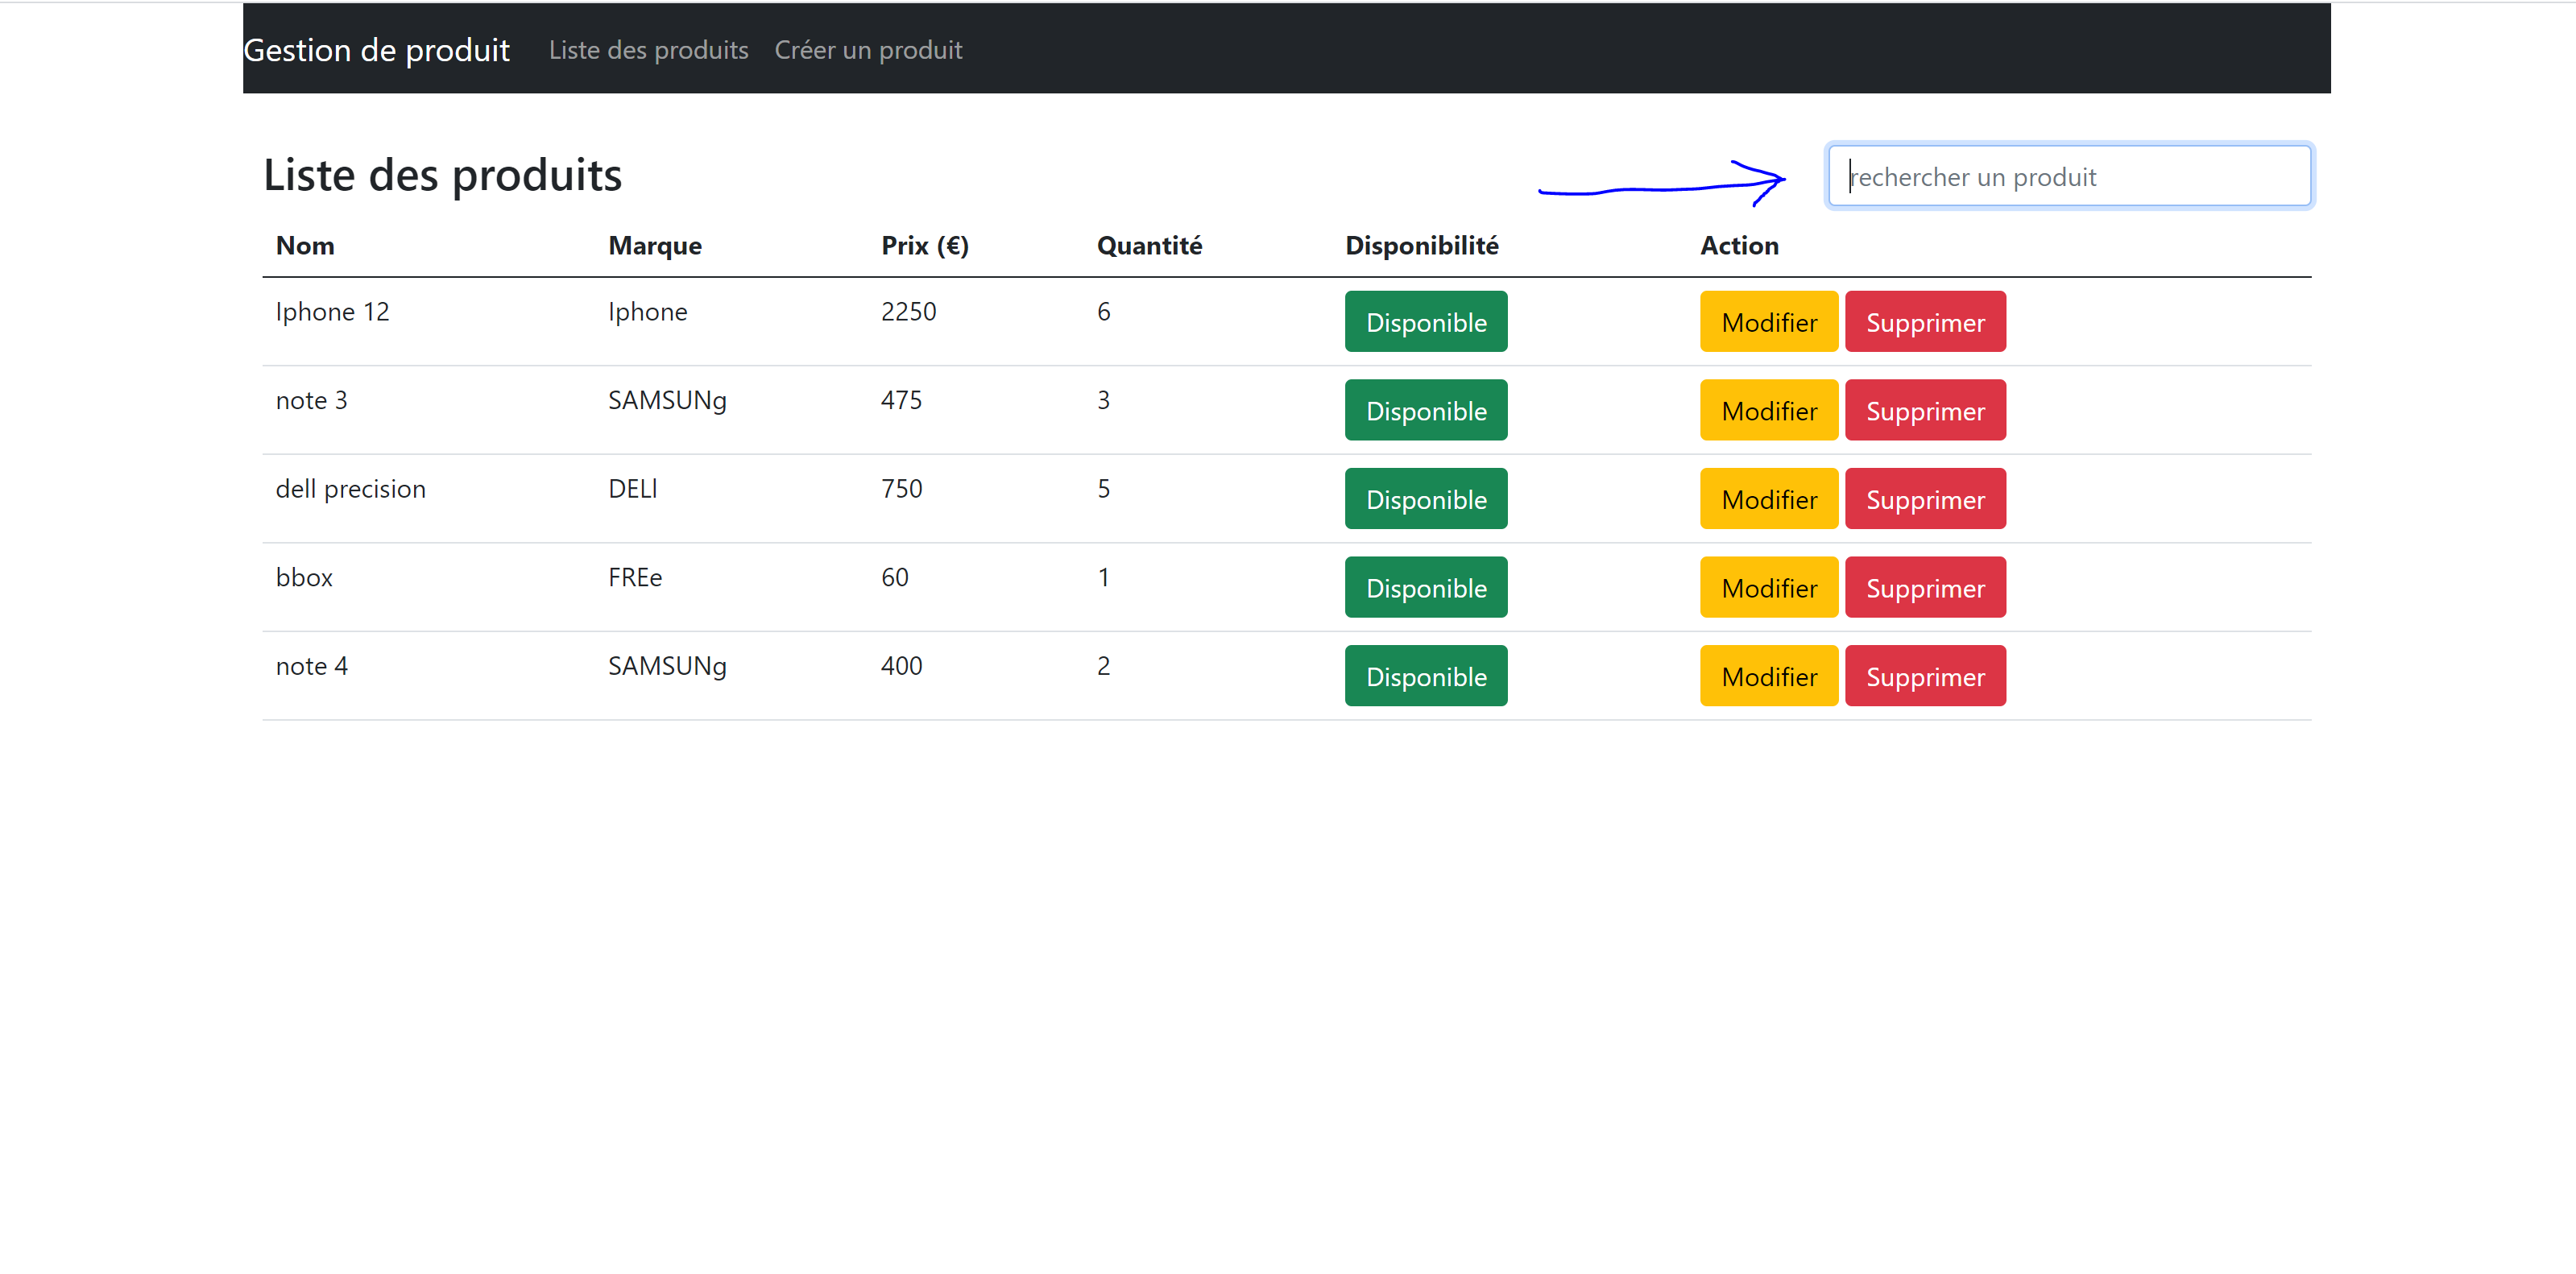 Gestion de produit Liste des produits Créer un produit
Liste des produits rechercher un produit
Nom Marque Prix (€) Quantité Disponibilité Action
Iphone 12 Iphone 2250 6 Disponible Modifier Supprimer
note 3 SAMSUNg 475 3 Disponible Modifier Supprimer
dell precision DELl 750 5 Disponible Modifier Supprimer
bbox FREe 60 1 Disponible Modifier Supprimer
note 4 SAMSUNg 400 2 Disponible Modifier Supprimer